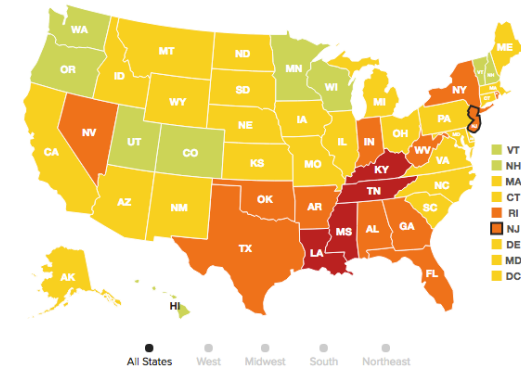 WA
ME
MT
ND
OR
MN
VT
NH
ID
SD
WI
NY
WY
MI
NE
IA
PA
NV
IL
IN
OH
UT
CO
WV
CA
KS
MO
KY
VA
TN
NC
AZ
NM
OK
AR
SC
MS
AL
GA
TX
LA
FL
AK
HI
VT
NH
MA
CT
RI
NJ
DE
MD
DC
All States West Midwest South Northeast